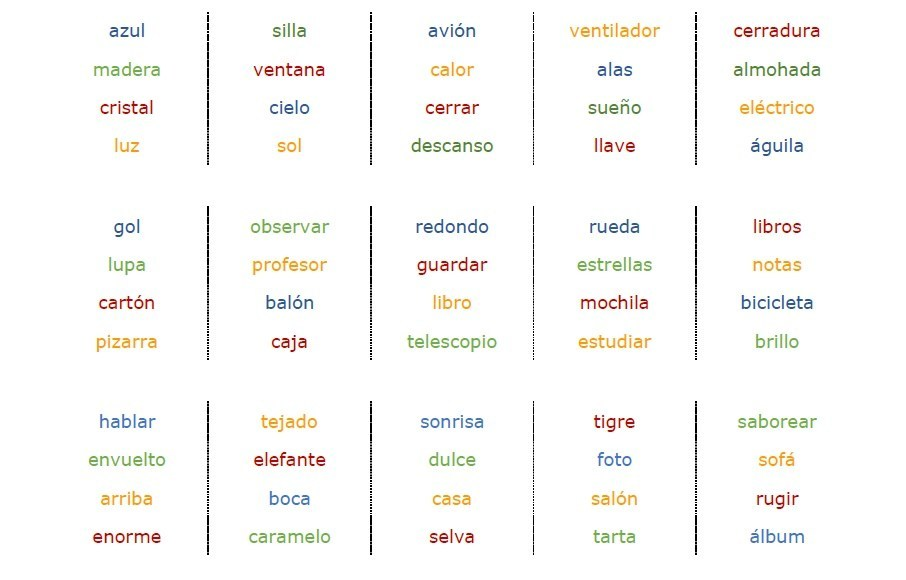 azul silla avión ventilador cerradura
madera ventana calor alas almohada
cristal cielo cerrar sueño eléctrico
luz sol descanso llave águila
gol observar redondo rueda libros
lupa profesor guardar estrellas notas
cartón balón libro mochila bicicleta
pizarra caja telescopio estudiar brillo
hablar tejado sonrisa tigre saborear
envuelto elefante dulce foto sofá
arriba boca casa salón rugir
enorme caramelo selva tarta álbum